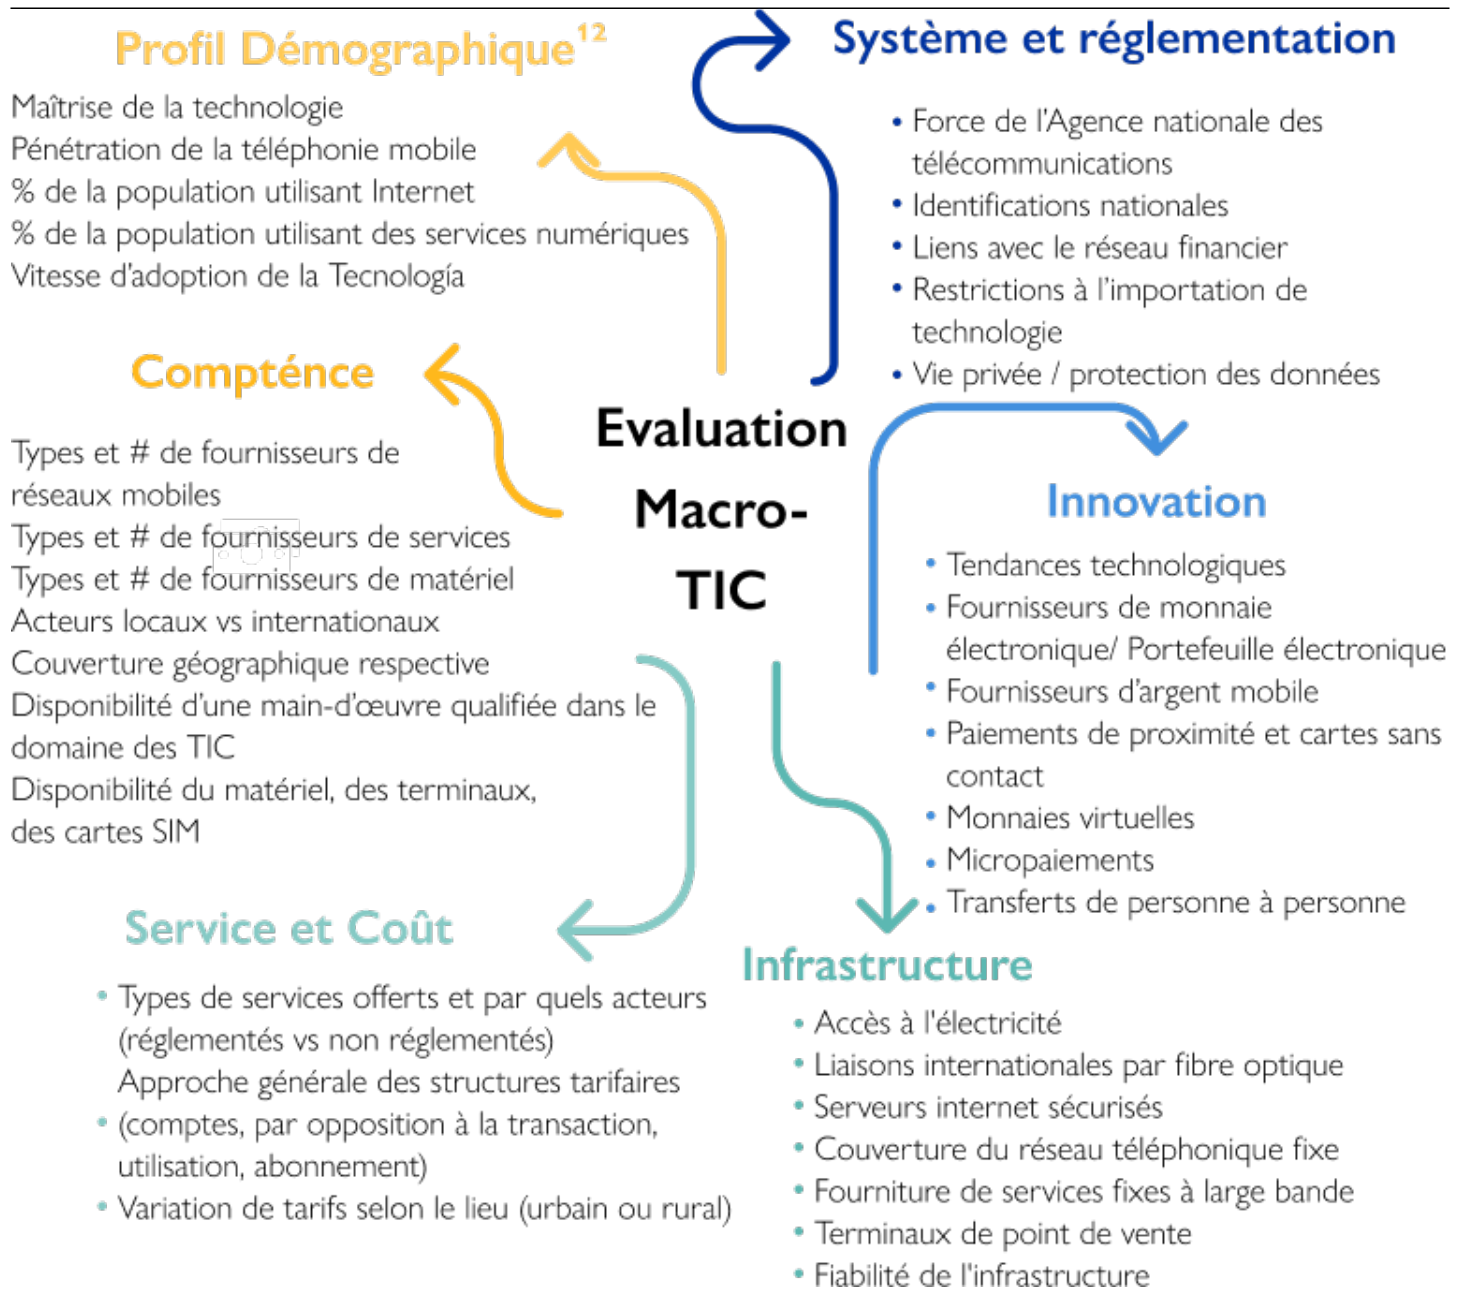 Profil Démographique12
Maîtrise de la technologie
Pénétration de la téléphonie mobile
% de la population utilisant Internet
% de la population utilisant des services numériques
Vitesse d'adoption de la Tecnología
Système et réglementation
• Force de l'Agence nationale des
télécommunications
• Identifications nationales
• Liens avec le réseau financier
• Restrictions à l'importation de
technologie
• Vie privée / protection des données
Compténce
Types et # de fournisseurs de
réseaux mobiles
Types et # de fournisseurs de services
Types et # de fournisseurs de matériel
Acteurs locaux vs internationaux
Couverture géographique respective
Disponibilité d'une main-d'œuvre qualifiée dans le
domaine des TIC
Disponibilité du matériel, des terminaux,
des cartes SIM
Evaluation
Macro-
TIC
Innovation
• Tendances technologiques
• Fournisseurs de monnaie
électronique/ Portefeuille électronique
• Fournisseurs d'argent mobile
• Paiements de proximité et cartes sans
contact
• Monnaies virtuelles
• Micropaiements
• Transferts de personne à personne
Service et Coût
• Types de services offerts et par quels acteurs
(réglementés vs non réglementés)
Approche générale des structures tarifaires
• (comptes, par opposition à la transaction,
utilisation, abonnement)
• Variation de tarifs selon le lieu (urbain ou rural)
Infrastructure
• Accès à l'électricité
• Liaisons internationales par fibre optique
• Serveurs internet sécurisés
• Couverture du réseau téléphonique fixe
• Fourniture de services fixes à large bande
• Terminaux de point de vente
• Fiabilité de l'infrastructure